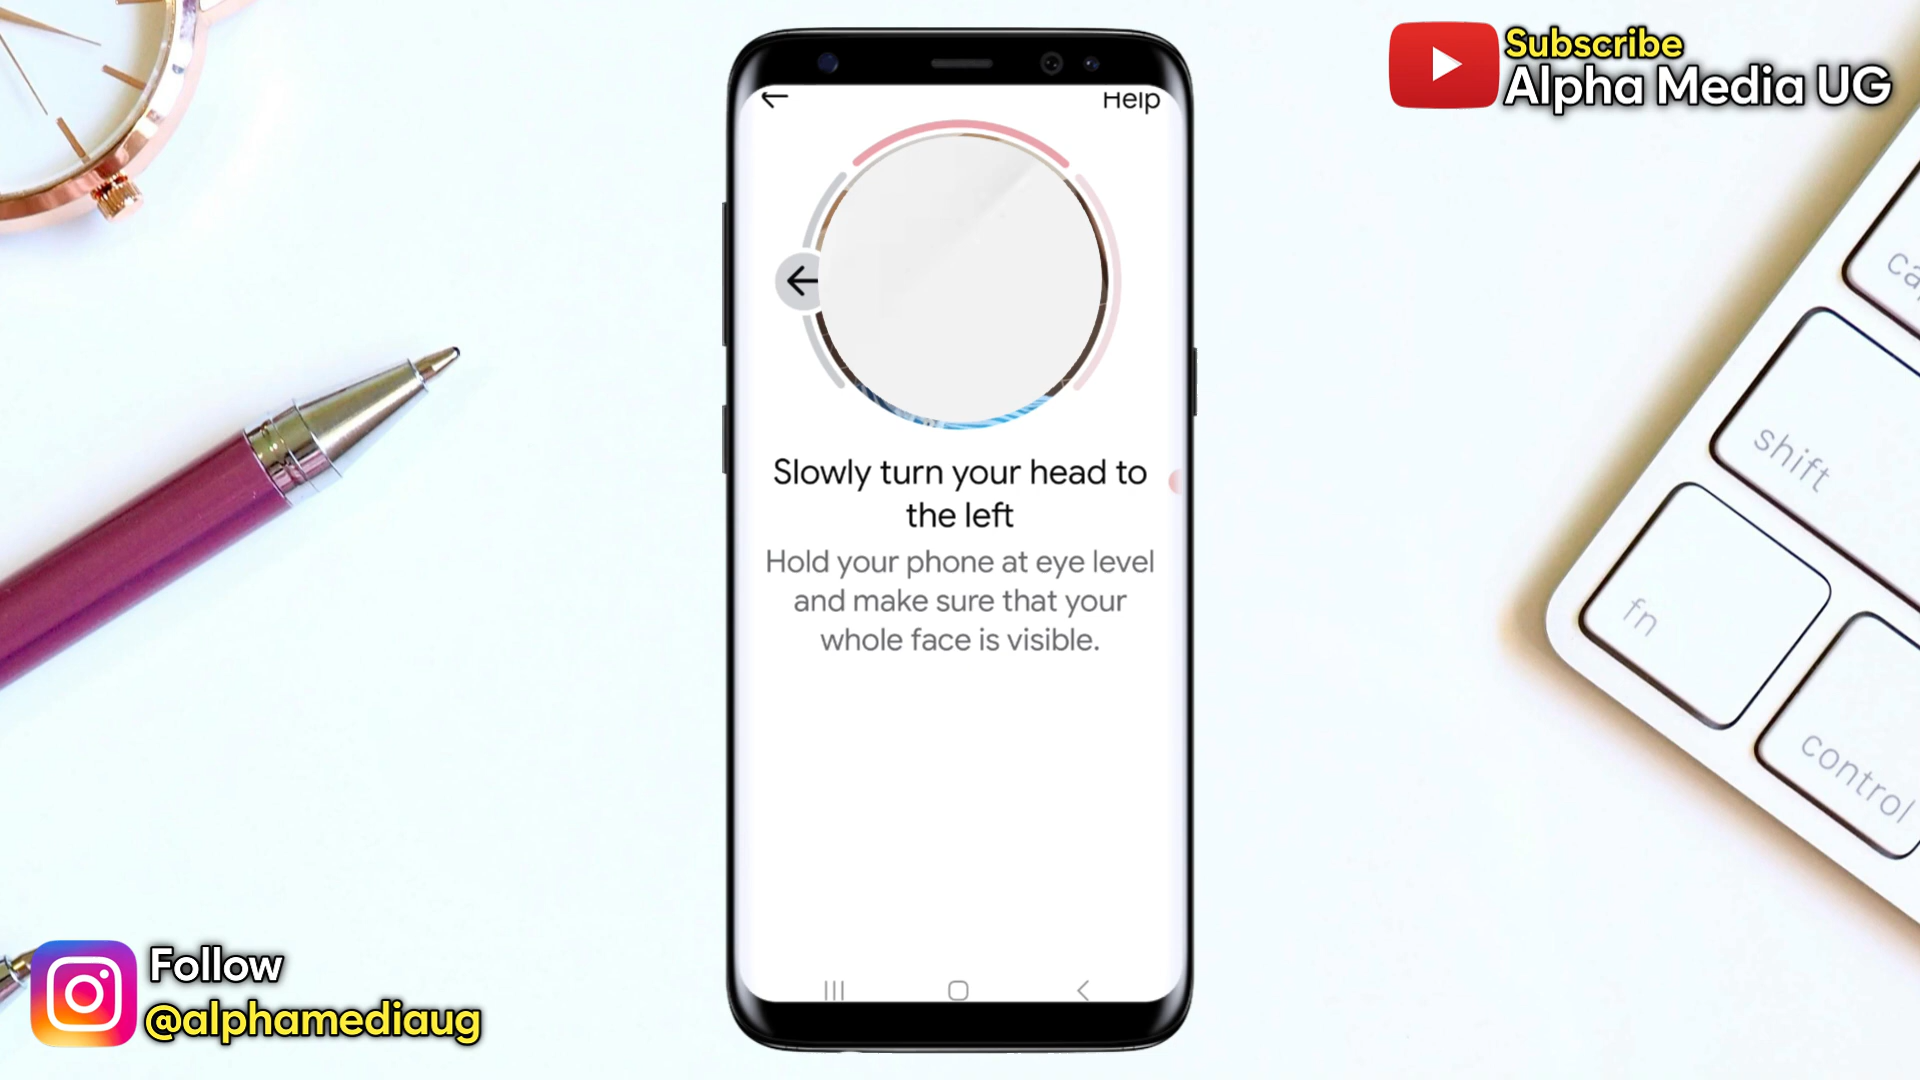 Subscribe
Alpha Media UG
Help
Slowly turn your head to
the left
Hold your phone at eye level
and make sure that your
whole face is visible.
shift
fn
control
Follow
@alphamediaug